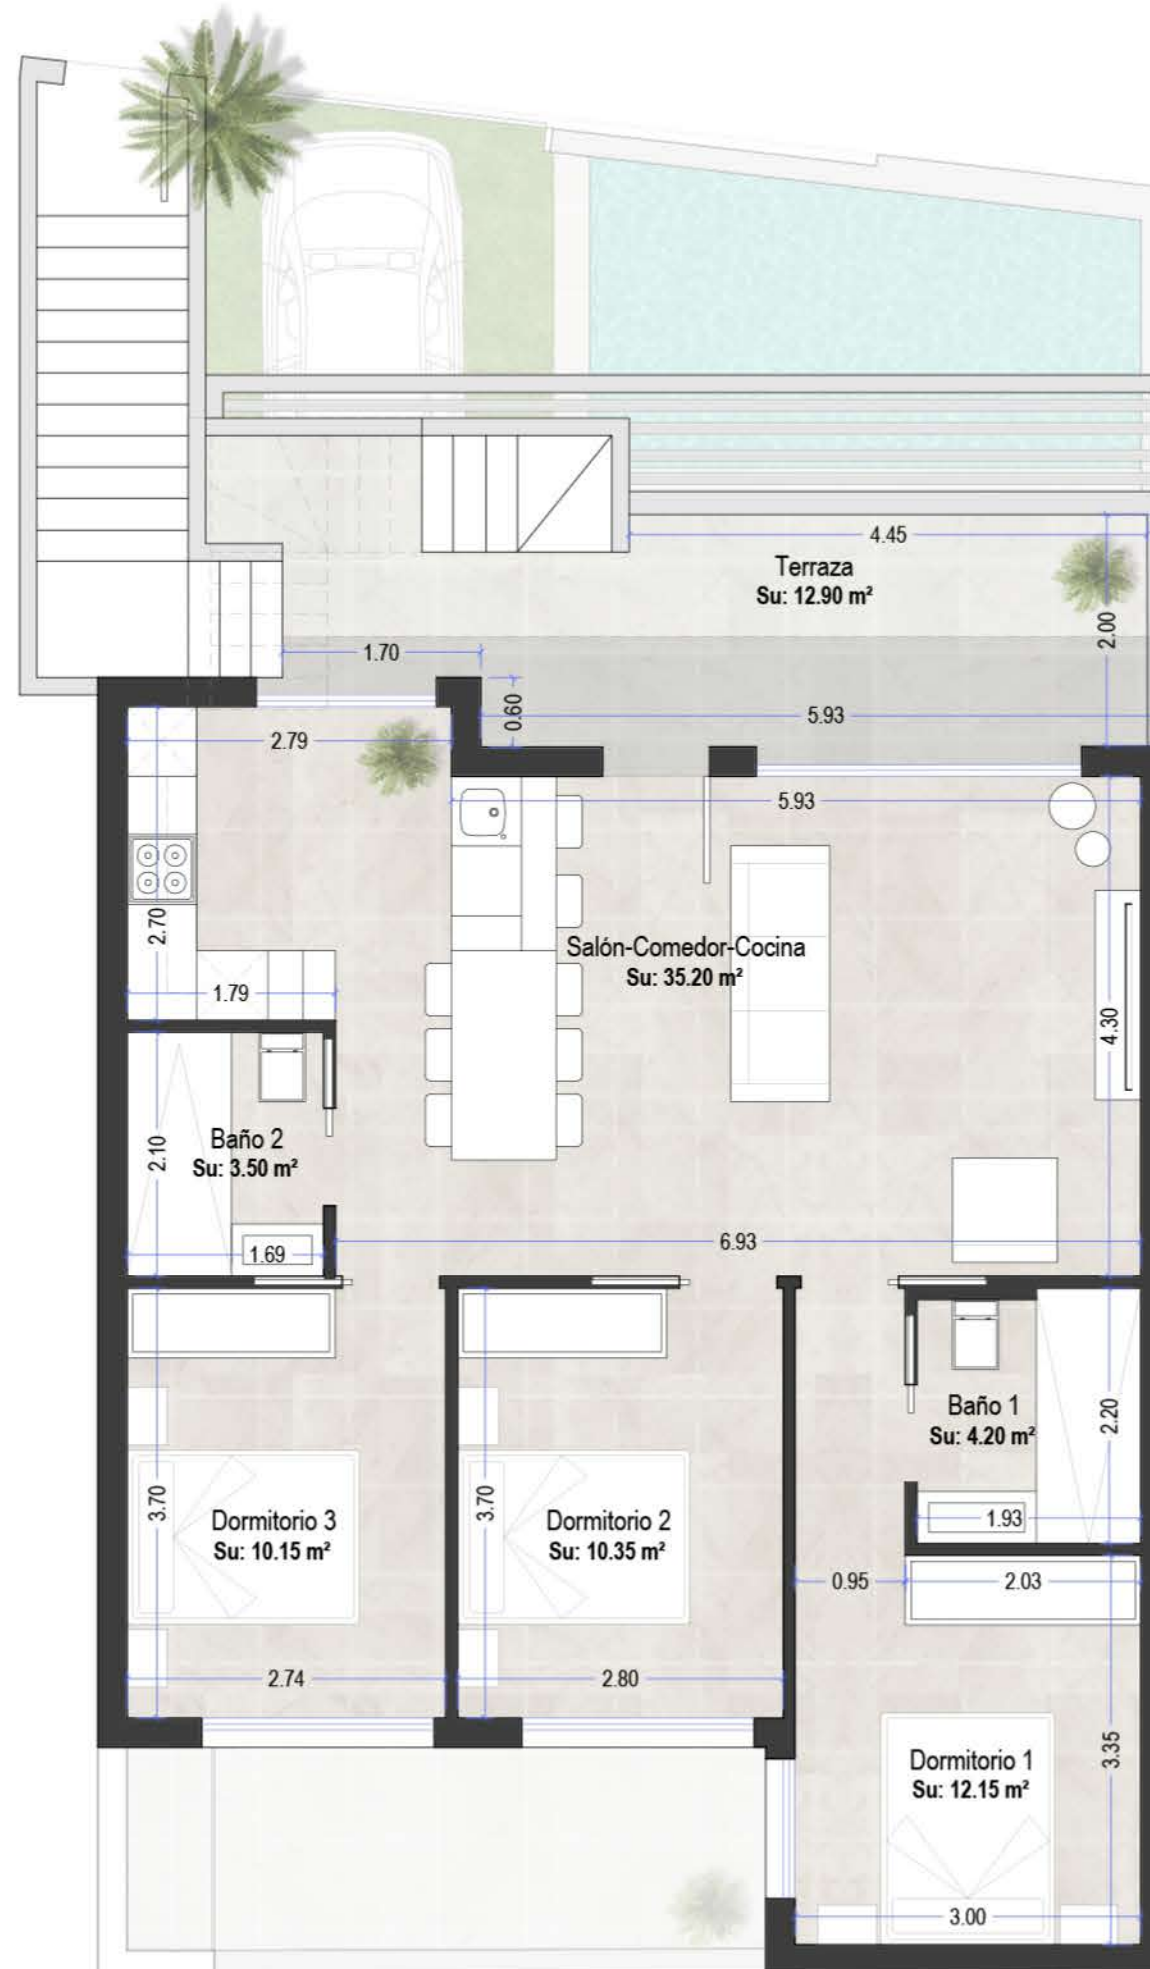 4.45
Terraza
Su: 12.90 m²
2.00
1.70
0.60
5.93
2.79
5.93
2.70
Salón-Comedor-Cocina
Su: 35.20 m²
1.79
4.30
2.10
Baño 2
Su: 3.50 m²
1.69
6.93
Baño 1
Su: 4.20 m²
2.20
1.93
3.70
Dormitorio 3
Su: 10.15 m²
3.70
Dormitorio 2
Su: 10.35 m²
0.95
2.03
2.74
2.80
Dormitorio 1
Su: 12.15 m²
3.35
3.00